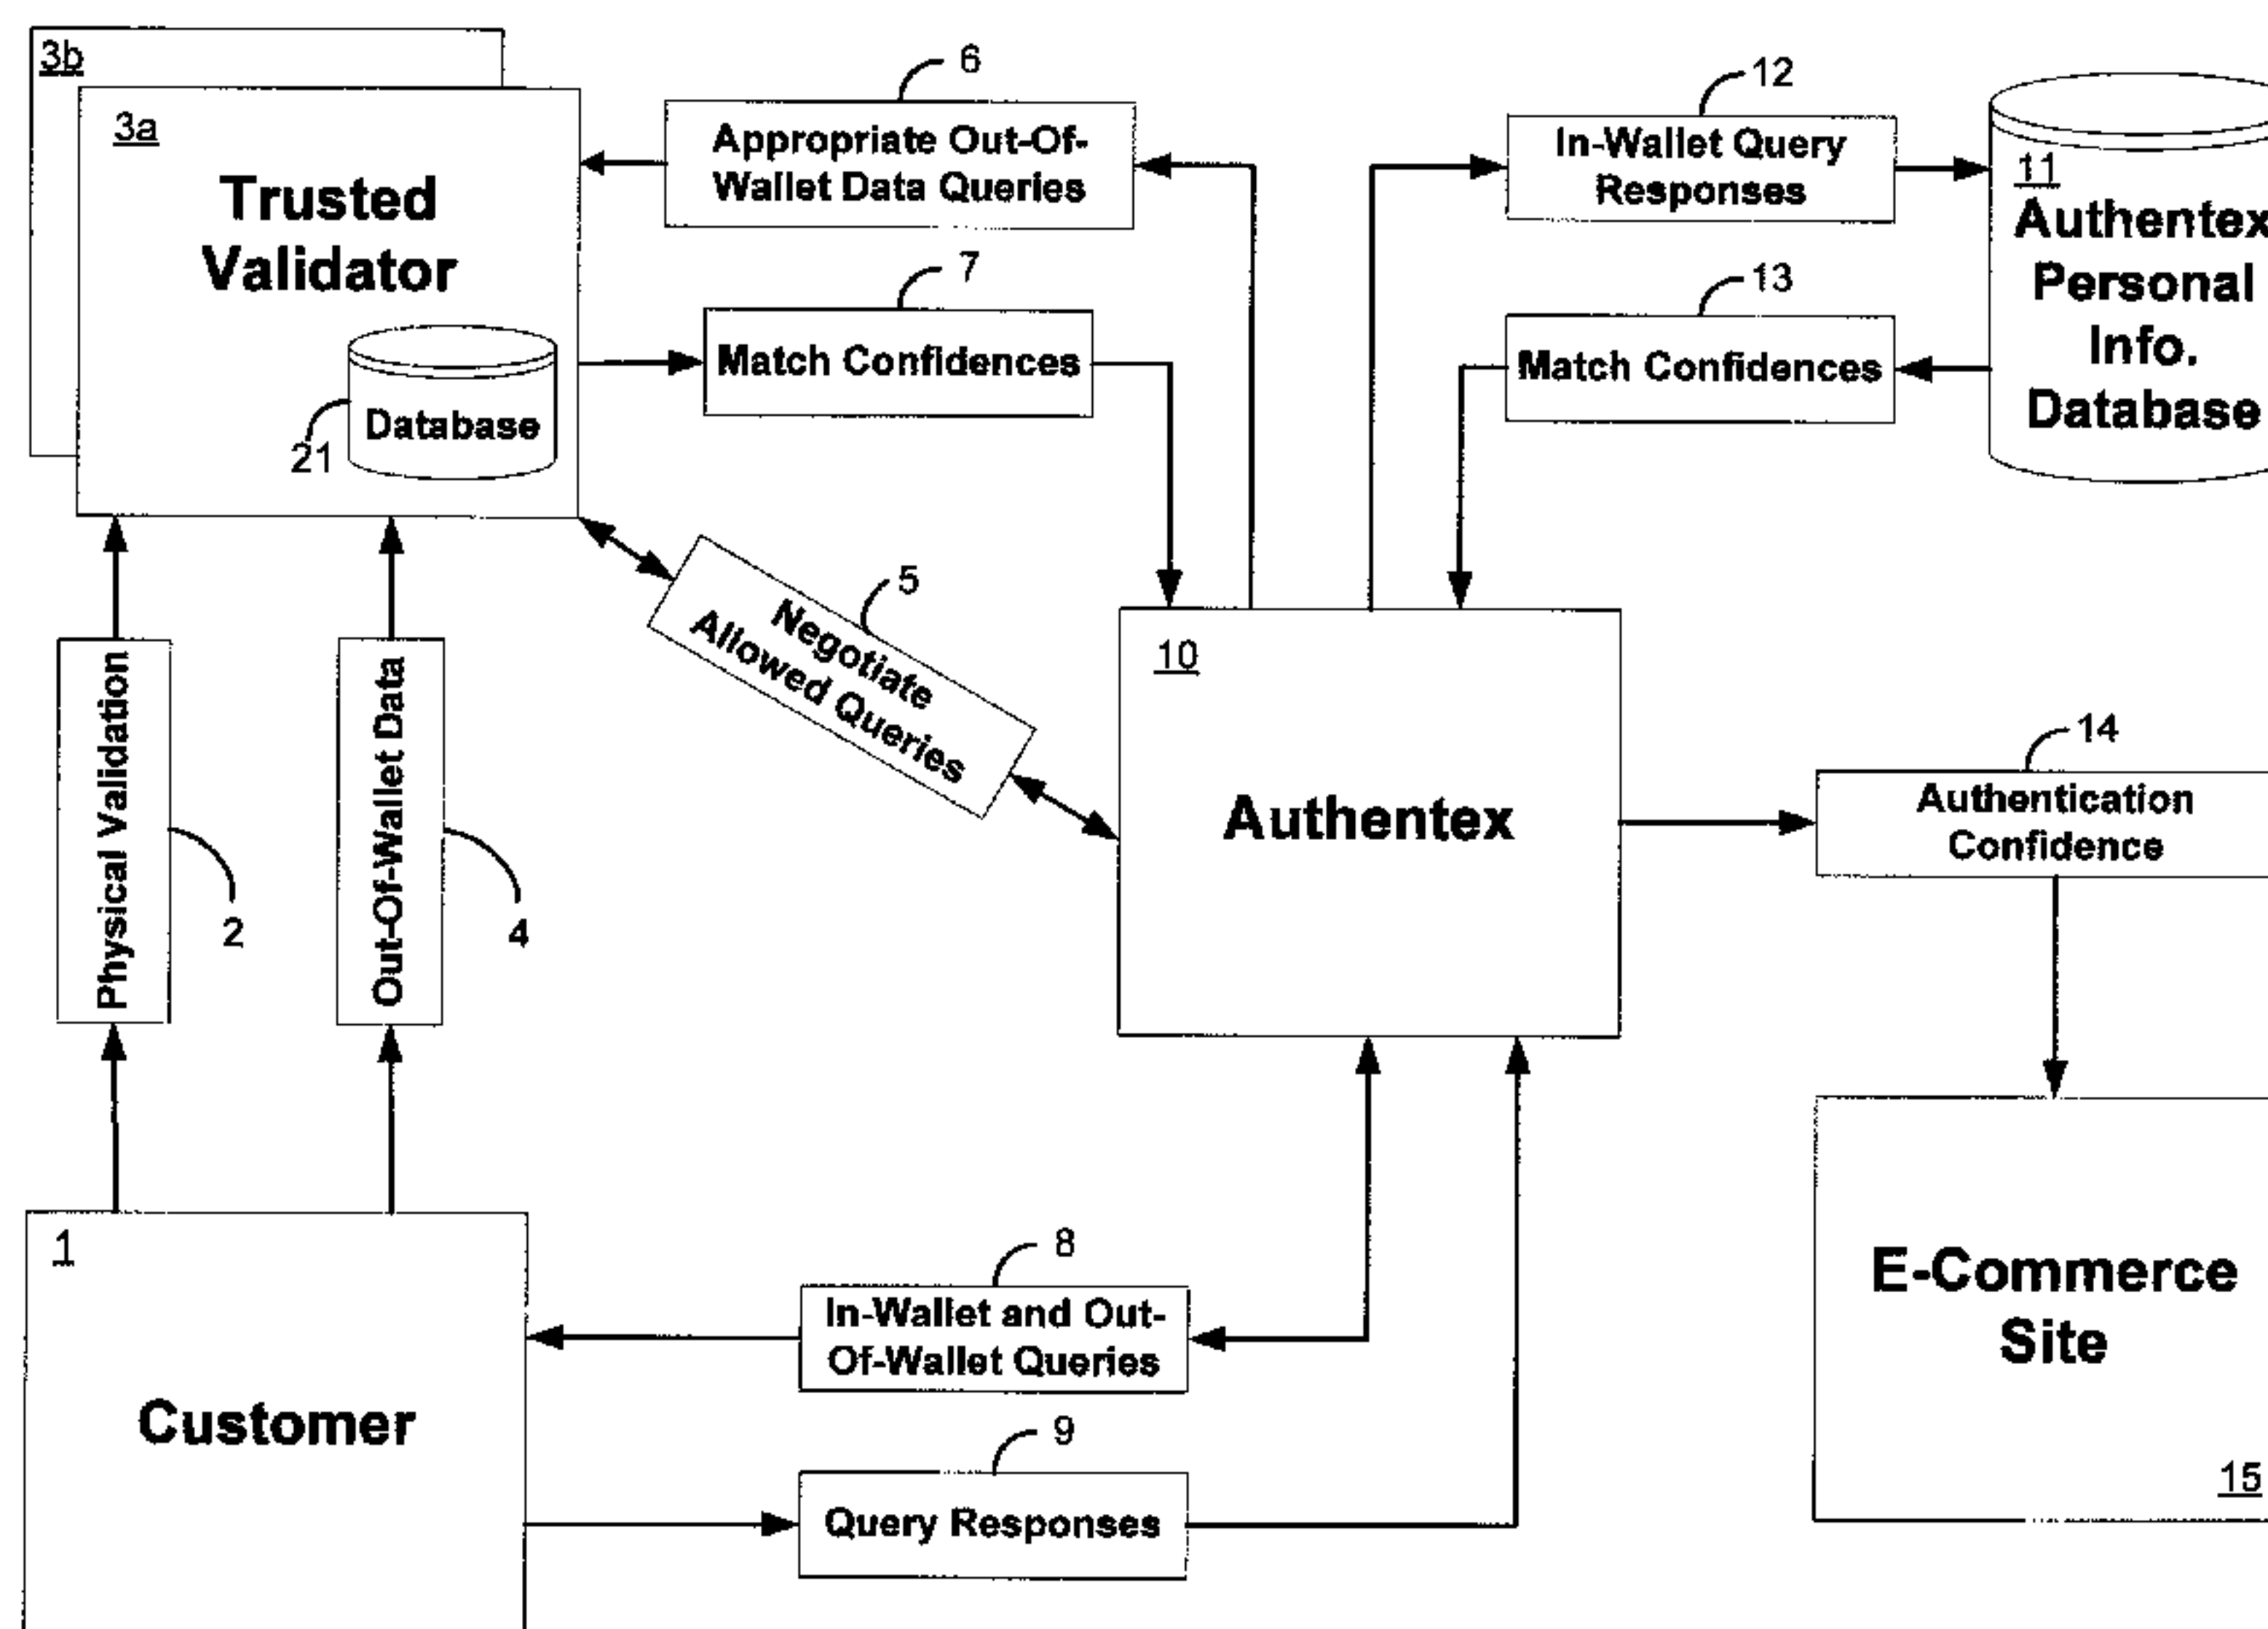 3b
3a
Trusted
Validator
Database
21
6
Appropriate Out-Of-
Wallet Data Queries
7
Match Confidences
12
In-Wallet Query
Responses
13
Match Confidences
11
Authentex
Personal
Info.
Database
5
Negotiate
Allowed Queries
Physical Validation
2
Out-Of-Wallet Data
4
10
Authentex
14
Authentication
Confidence
1
Customer
8
In-Wallet and Out-
Of-Wallet Queries
9
Query Responses
E-Commerce
Site
15